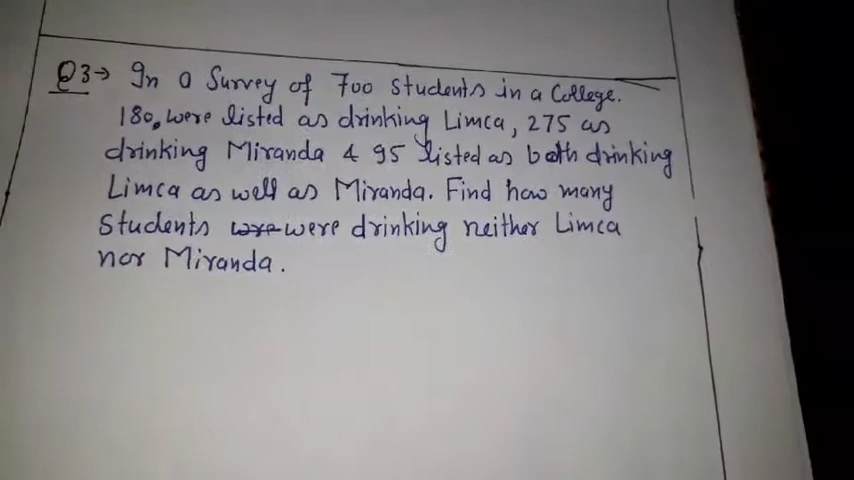 Q3→ In a Survey of 700 students in a College.
180, were listed as drinking Limca, 275 as
drinking Miranda & 95 listed as both drinking
Limca as well as Miranda. Find how many
Students were were drinking neither Limca
nor Miranda.